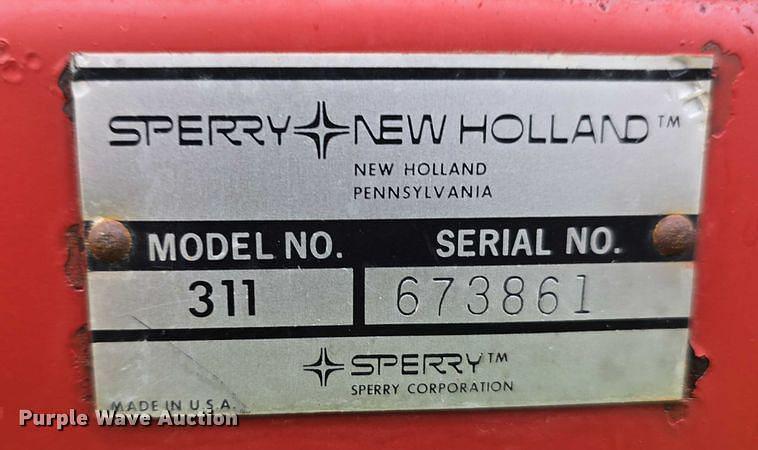 SPERRY NEW HOLLAND™
NEW HOLLAND
PENNSYLVANIA
MODEL NO. SERIAL NO.
311 673861
SPERRY™
SPERRY CORPORATION
MADE IN U.S.A.
Purple Wave Auction